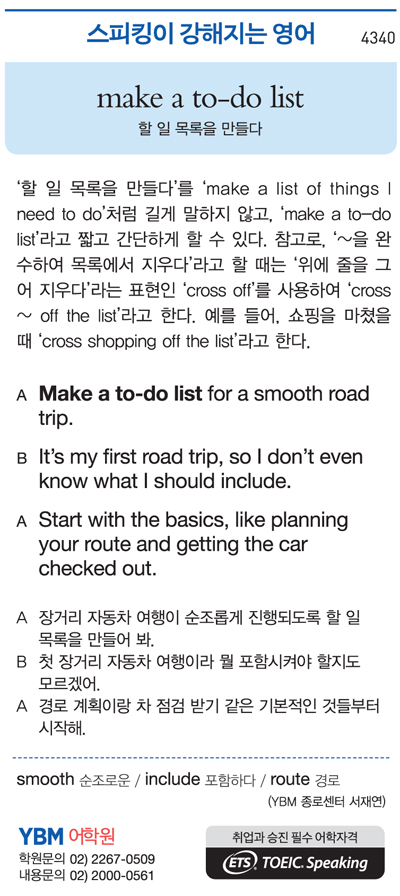 스피킹이 강해지는 영어 4340
make a to-do list
할 일 목록을 만들다
‘할 일 목록을 만들다’를 ‘make a list of things I
need to do’처럼 길게 말하지 않고, ‘make a to-do
list’라고 짧고 간단하게 할 수 있다. 참고로, ‘~을 완
수하여 목록에서 지우다’라고 할 때는 ‘위에 줄을 그
어 지우다’라는 표현인 ‘cross off’를 사용하여 ‘cross
~ off the list’라고 한다. 예를 들어, 쇼핑을 마쳤을
때 ‘cross shopping off the list’라고 한다.
A Make a to-do list for a smooth road
trip.
B It’s my first road trip, so I don’t even
know what I should include.
A Start with the basics, like planning
your route and getting the car
checked out.
A 장거리 자동차 여행이 순조롭게 진행되도록 할 일
목록을 만들어 봐.
B 첫 장거리 자동차 여행이라 뭘 포함시켜야 할지도
모르겠어.
A 경로 계획이랑 차 점검 받기 같은 기본적인 것들부터
시작해.
smooth 순조로운 / include 포함하다 / route 경로
(YBM 종로센터 서재연)
YBM 어학원
학원문의 02) 2267-0509
내용문의 02) 2000-0561
취업과 승진 필수 어학자격
ETS TOEIC. Speaking